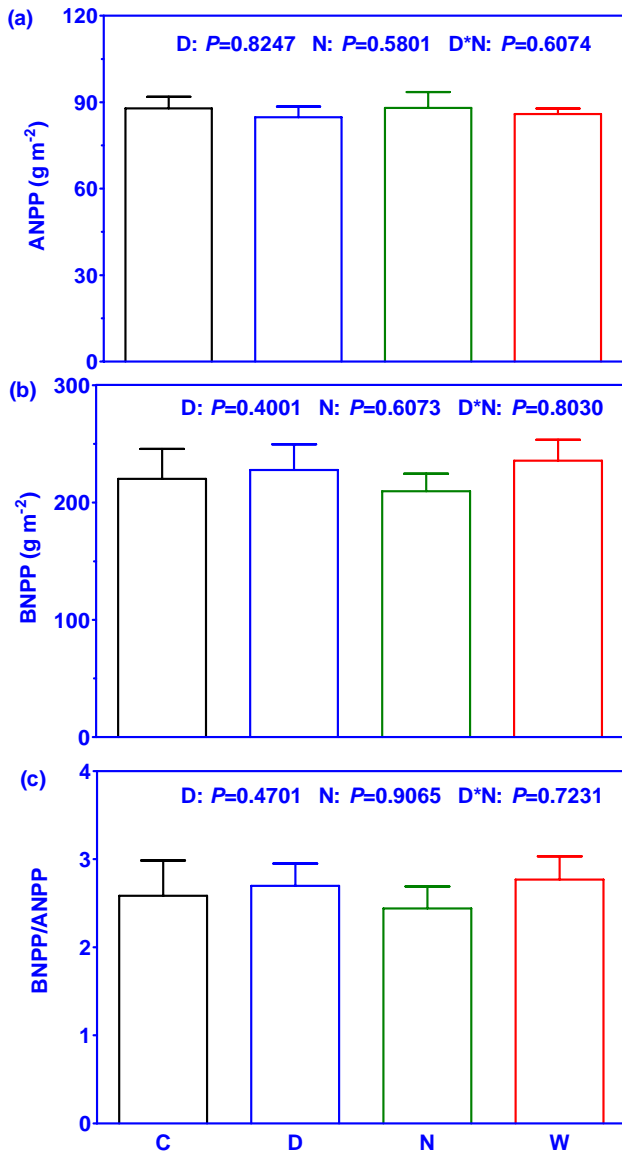 (a)
120
D: P=0.8247 N: P=0.5801 D*N: P=0.6074
90
60
30
0
ANPP (g m-2)
(b)
300
D: P=0.4001 N: P=0.6073 D*N: P=0.8030
200
100
0
BNPP (g m-2)
(c)
4
D: P=0.4701 N: P=0.9065 D*N: P=0.7231
3
2
1
0
BNPP/ANPP
C D N W